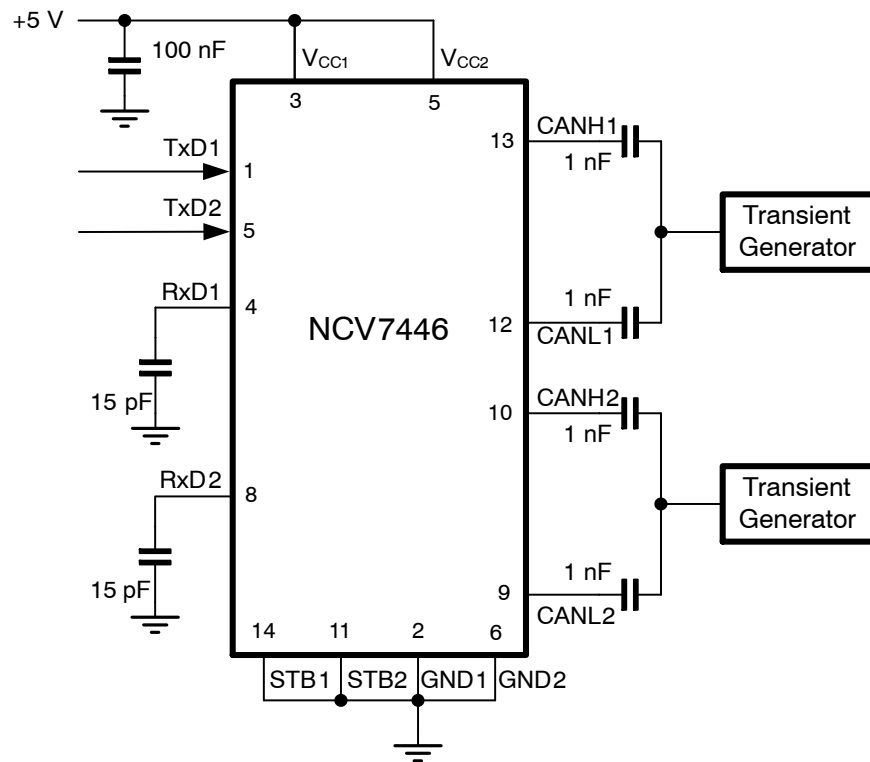 +5 V
100 nF
VCC1
VCC2
3
5
TxD1
1
TxD2
5
RxD1
4
15 pF
RxD2
8
15 pF
NCV7446
13
CANH1
1 nF
1 nF
12
CANL1
Transient
Generator
10
CANH2
1 nF
1 nF
9
CANL2
Transient
Generator
14
11
2
6
STB1
STB2
GND1
GND2